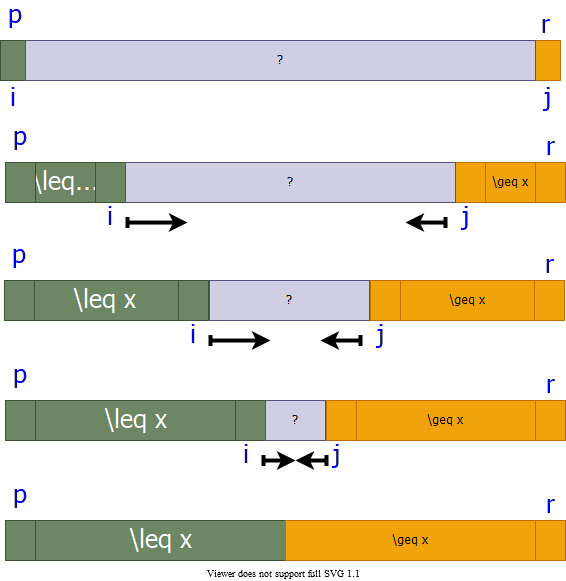 p r
?
i j
p r
\leq... ? \geq x
i j
p r
\leq x ? \geq x
i j
p r
\leq x ? \geq x
i j
p r
\leq x \geq x
Viewer does not support full SVG 1.1